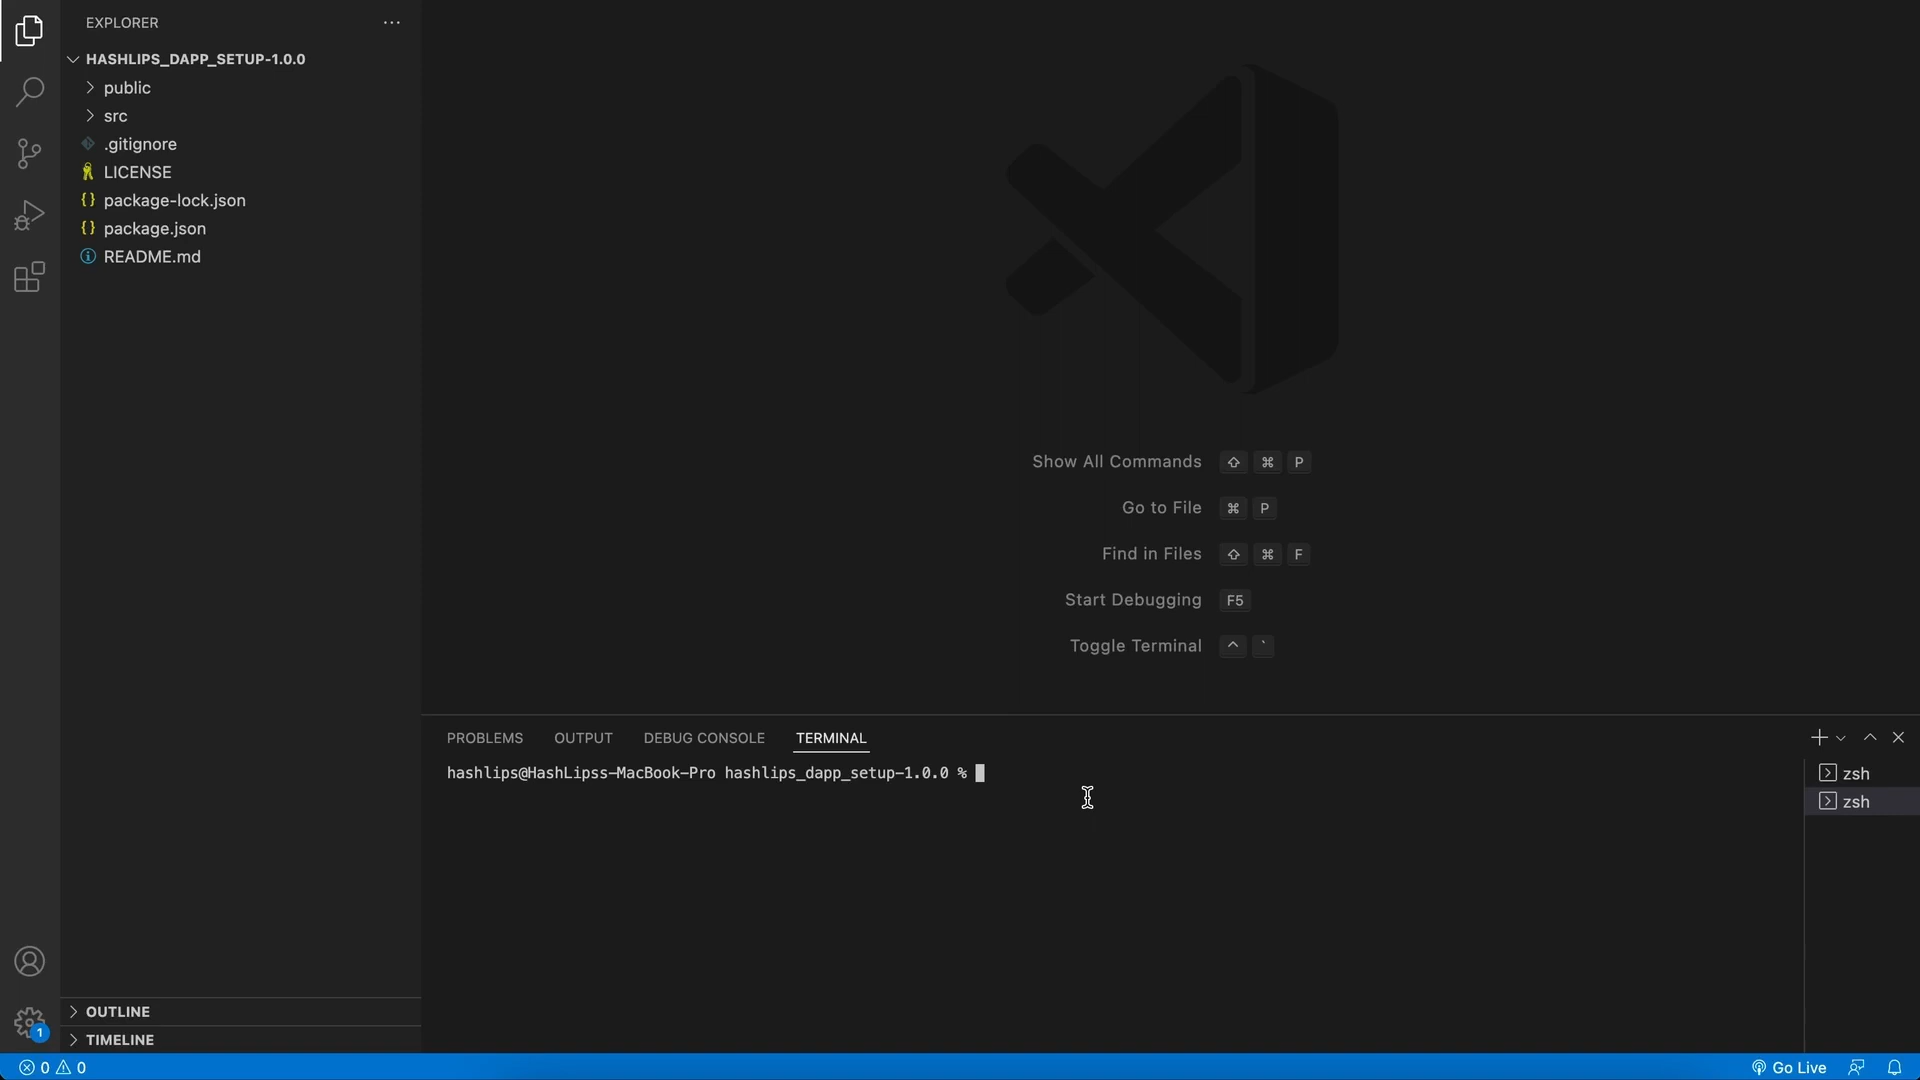 EXPLORER
HASHLIPS_DAPP_SETUP-1.0.0
public
src
.gitignore
LICENSE
package-lock.json
package.json
README.md
Show All Commands ⇧ ⌘ P
Go to File ⌘ P
Find in Files ⇧ ⌘ F
Start Debugging F5
Toggle Terminal ^ `
PROBLEMS OUTPUT DEBUG CONSOLE TERMINAL
hashlips@HashLipss-MacBook-Pro hashlips_dapp_setup-1.0.0 %
zsh
zsh
OUTLINE
1
TIMELINE
0 0 Go Live